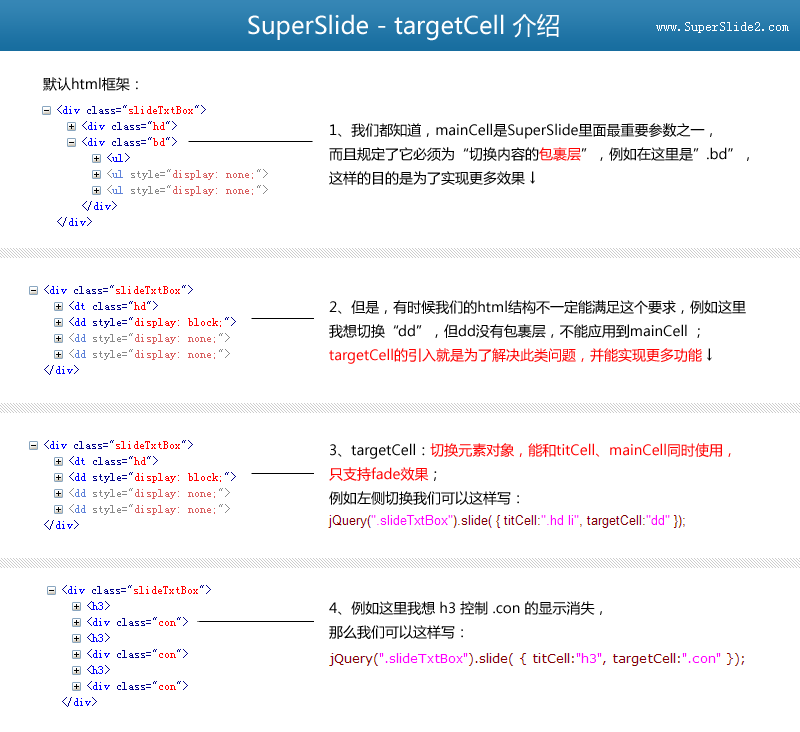 SuperSlide - targetCell 介绍
www.SuperSlide2.com
默认html框架：
<div class="slideTxtBox">
<div class="hd">
<div class="bd">
<ul>
<ul style="display: none;">
<ul style="display: none;">
</div>
</div>
1、我们都知道，mainCell是SuperSlide里面最重要参数之一，
而且规定了它必须为“切换内容的包裹层”，例如在这里是”.bd”，
这样的目的是为了实现更多效果↓
<div class="slideTxtBox">
<dt class="hd">
<dd style="display: block;">
<dd style="display: none;">
<dd style="display: none;">
</div>
2、但是，有时候我们的html结构不一定能满足这个要求，例如这里
我想切换“dd”，但dd没有包裹层，不能应用到mainCell ；
targetCell的引入就是为了解决此类问题，并能实现更多功能↓
<div class="slideTxtBox">
<dt class="hd">
<dd style="display: block;">
<dd style="display: none;">
<dd style="display: none;">
</div>
3、targetCell：切换元素对象，能和titCell、mainCell同时使用，
只支持fade效果；
例如左侧切换我们可以这样写：
jQuery(".slideTxtBox").slide( { titCell:".hd li", targetCell:"dd" });
<div class="slideTxtBox">
<h3>
<div class="con">
<h3>
<div class="con">
<h3>
<div class="con">
</div>
4、例如这里我想 h3 控制 .con 的显示消失，
那么我们可以这样写：
jQuery(".slideTxtBox").slide( { titCell:"h3", targetCell:".con" });